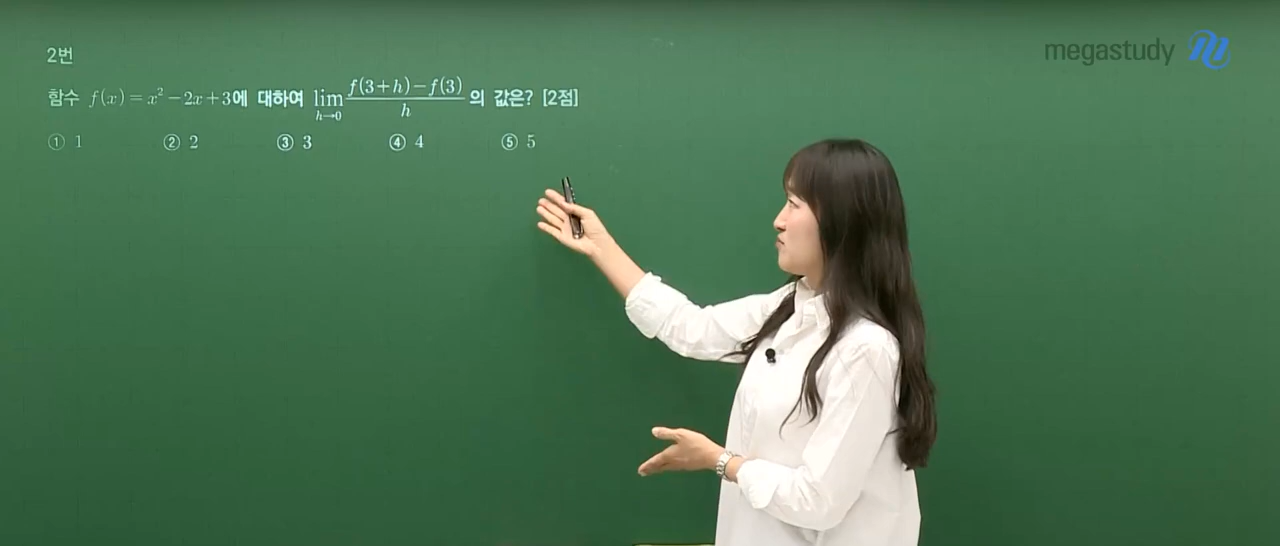 megastudy
2번
함수 f(x)=x²-2x+3에 대하여 lim_{h→0} \frac{f(3+h)-f(3)}{h} 의 값은? [2점]
① 1 ② 2 ③ 3 ④ 4 ⑤ 5